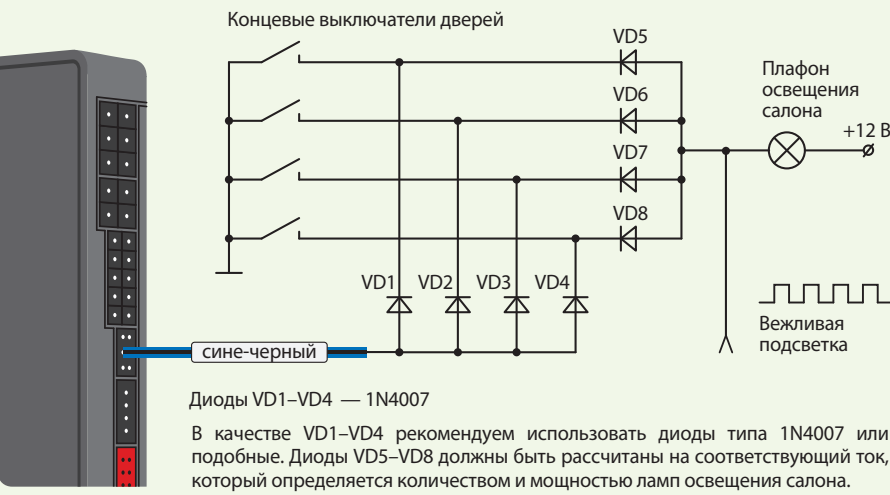 Концевые выключатели дверей
VD5
VD6
VD7
VD8
Плафон
освещения
салона
+12 В
VD1 VD2 VD3 VD4
Вежливая
подсветка
сине-черный
Диоды VD1–VD4 — 1N4007
В качестве VD1–VD4 рекомендуем использовать диоды типа 1N4007 или
подобные. Диоды VD5–VD8 должны быть рассчитаны на соответствующий ток,
который определяется количеством и мощностью ламп освещения салона.